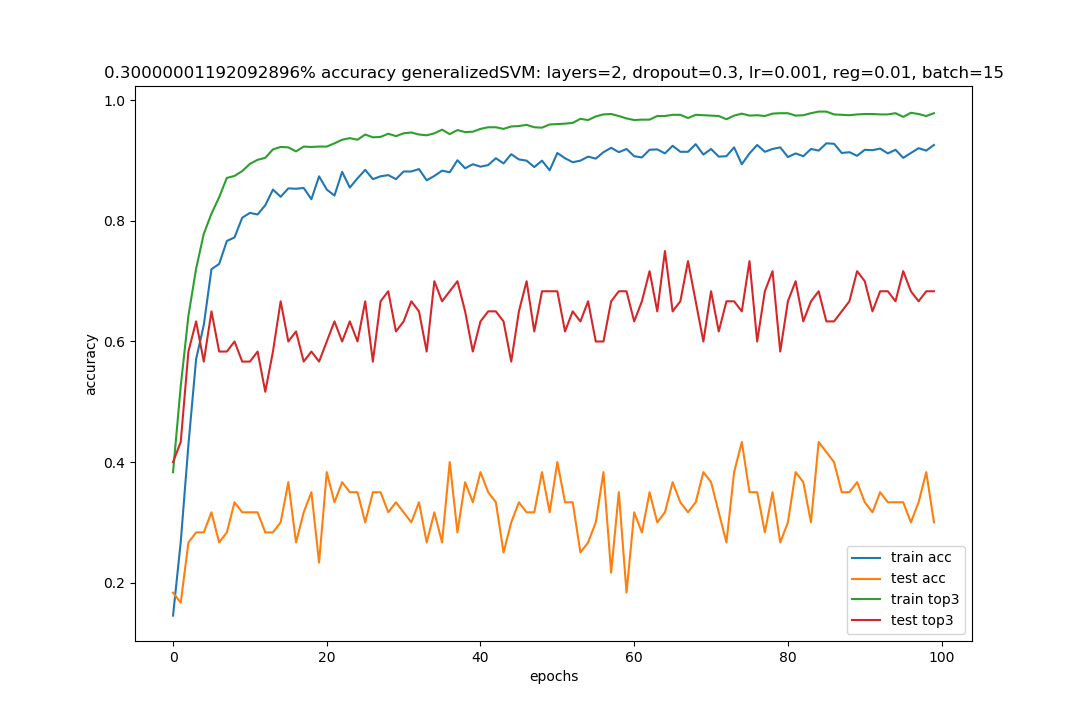 0.30000001192092896% accuracy generalizedSVM: layers=2, dropout=0.3, lr=0.001, reg=0.01, batch=15
1.0
0.8
0.6
0.4
0.2
accuracy
0 20 40 60 80 100
epochs
train acc
test acc
train top3
test top3